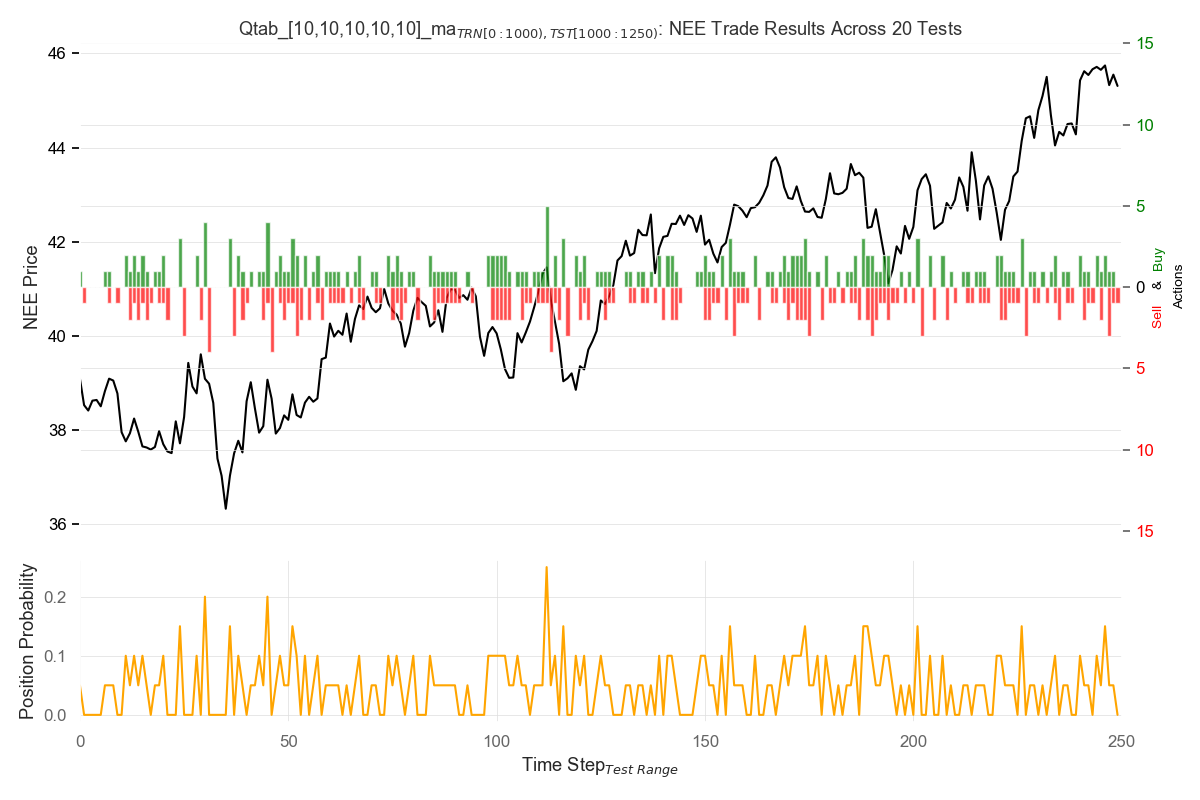 Qtab_[10,10,10,10,10]_ma_TRN[0:1000),TST[1000:1250): NEE Trade Results Across 20 Tests
46
44
42
40
38
36
NEE Price
15
10
5
0
5
10
15
Sell & Buy
Actions
0.2
0.1
0.0
Position Probability
0 50 100 150 200 250
Time Step Test Range